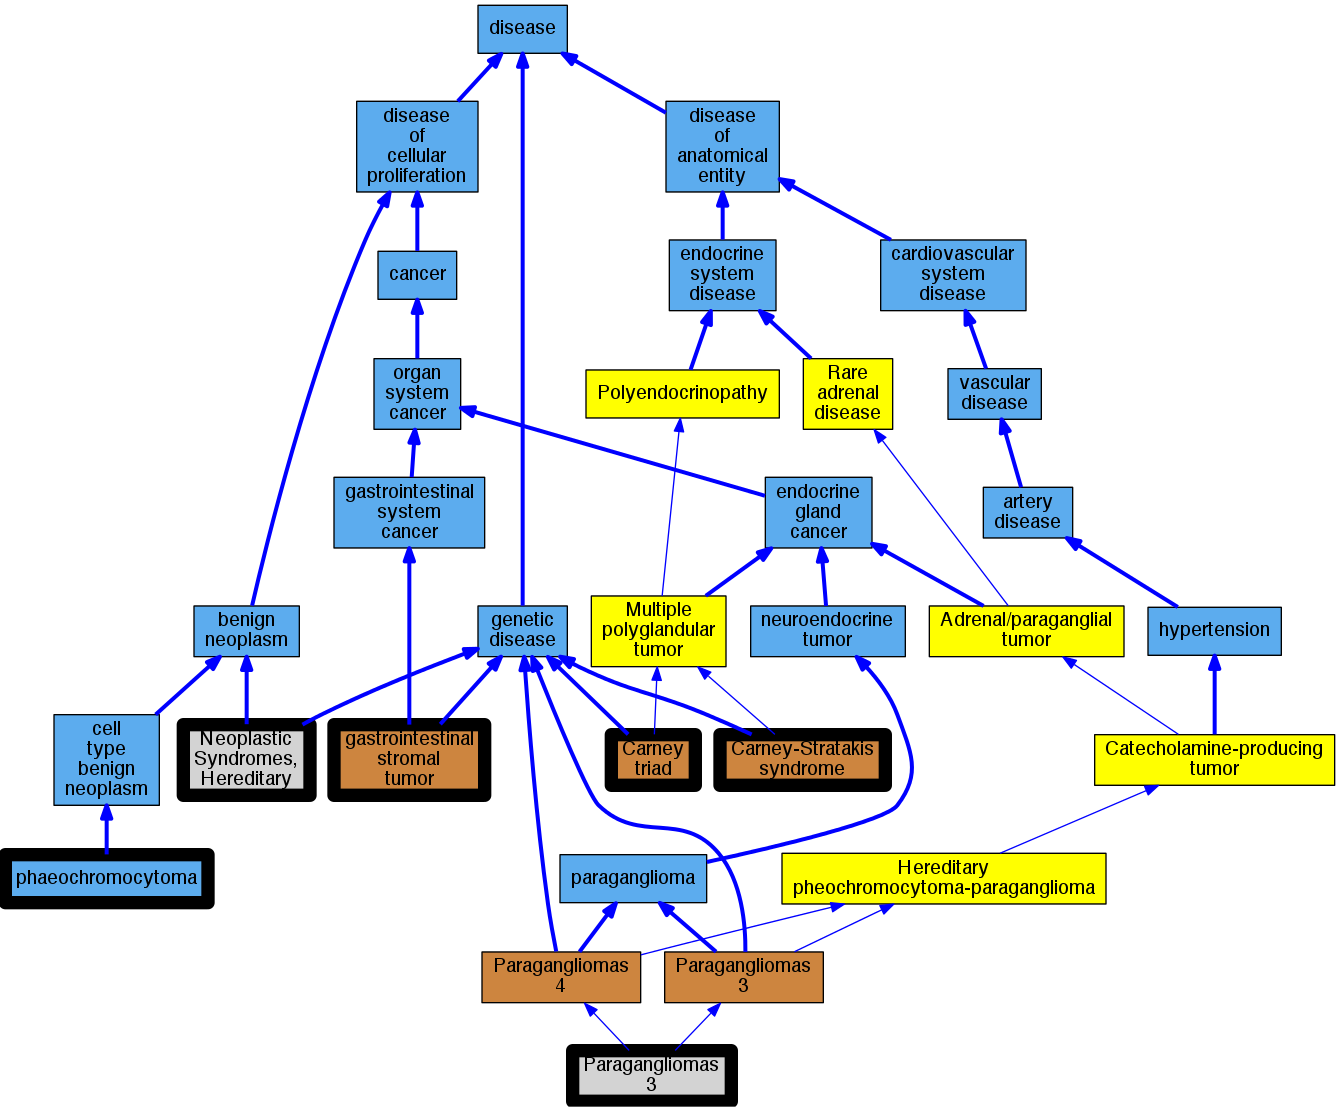 disease
disease
of
cellular
proliferation
disease
of
anatomical
entity
cancer
endocrine
system
disease
cardiovascular
system
disease
organ
system
cancer
Polyendocrinopathy
Rare
adrenal
disease
vascular
disease
gastrointestinal
system
cancer
endocrine
gland
cancer
artery
disease
benign
neoplasm
genetic
disease
Multiple
polyglandular
tumor
neuroendocrine
tumor
Adrenal/paraganglial
tumor
hypertension
cell
type
benign
neoplasm
Neoplastic
Syndromes,
Hereditary
gastrointestinal
stromal
tumor
Carney
triad
Carney-Stratakis
syndrome
Catecholamine-producing
tumor
phaeochromocytoma
paraganglioma
Hereditary
pheochromocytoma-paraganglioma
Paragangliomas
4
Paragangliomas
3
Paragangliomas
3